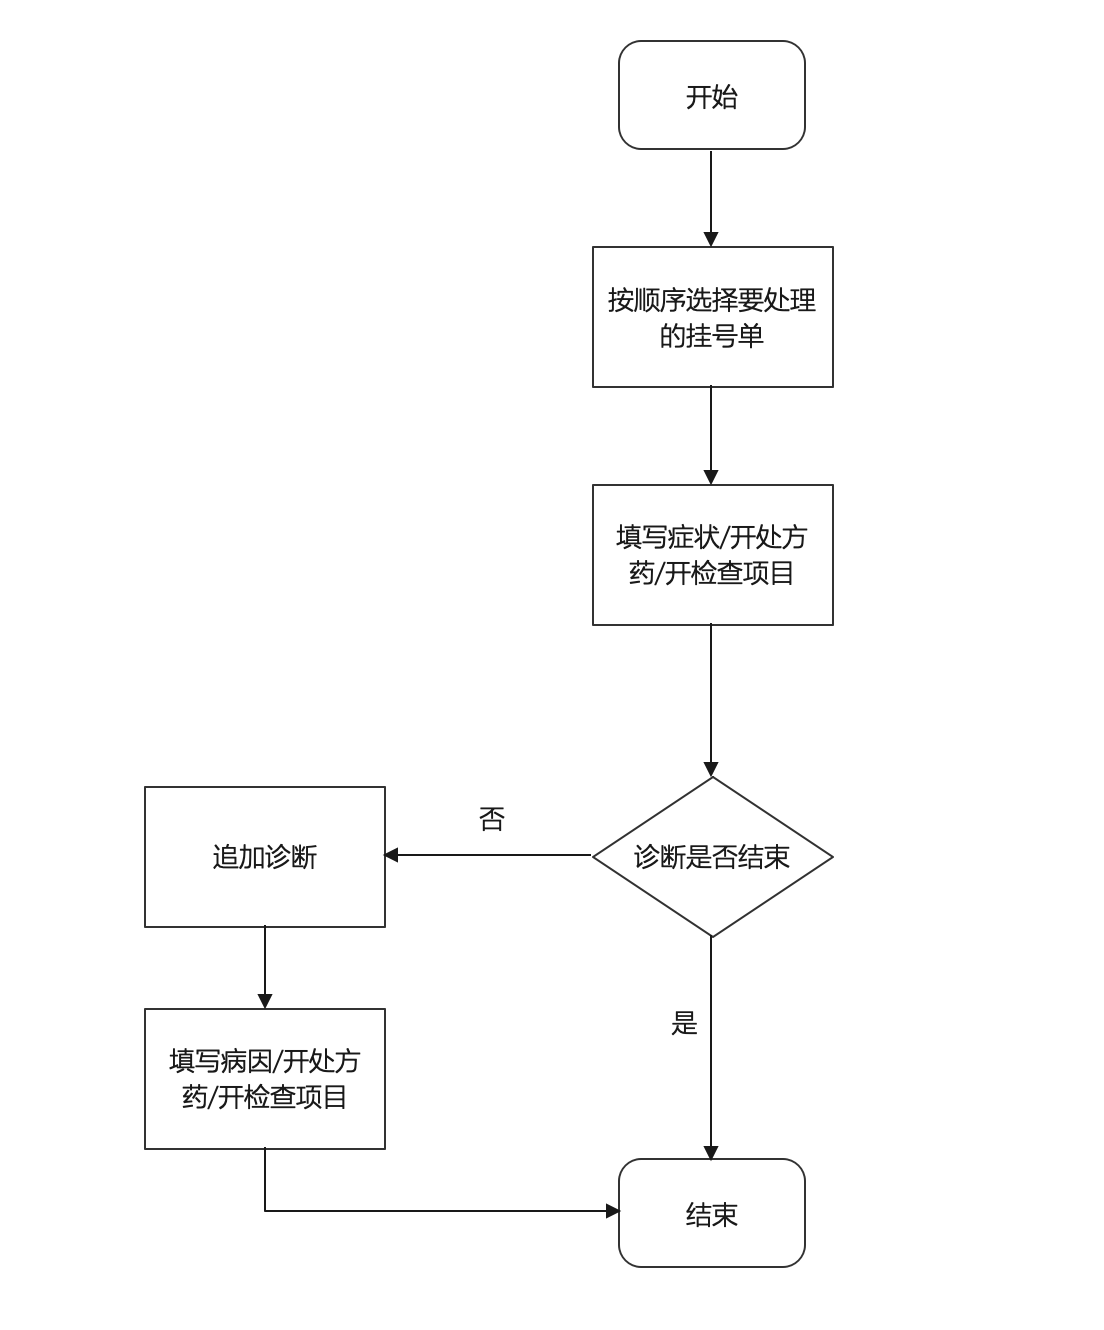 开始
按顺序选择要处理
的挂号单
填写症状/开处方
药/开检查项目
诊断是否结束
否
追加诊断
填写病因/开处方
药/开检查项目
是
结束